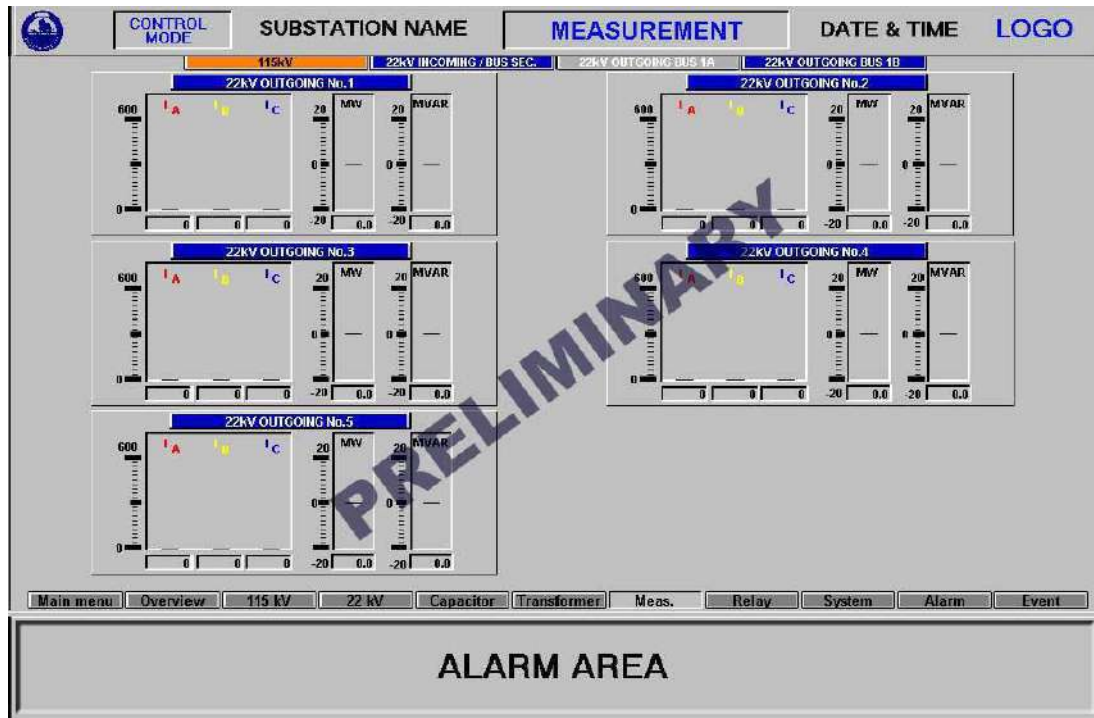 CONTROL MODE SUBSTATION NAME MEASUREMENT DATE & TIME LOGO
115kV 22kV INCOMING / BUS SEC. 22kV OUTGOING BUS 1A 22kV OUTGOING BUS 1B
22KV OUTGOING No.1
600 IA IB IC 20 MW 20 MVAR
0 0
0 0 0 0 -20 0.0 -20 0.0
22KV OUTGOING No.2
600 IA IB IC 20 MW 20 MVAR
0 0
0 0 0 0 -20 0.0 -20 0.0
22KV OUTGOING No.3
600 IA IB IC 20 MW 20 MVAR
0 0
0 0 0 0 -20 0.0 -20 0.0
22KV OUTGOING No.4
600 IA IB IC 20 MW 20 MVAR
0 0
0 0 0 0 -20 0.0 -20 0.0
22KV OUTGOING No.5
600 IA IB IC 20 MW 20 MVAR
0 0
0 0 0 0 -20 0.0 -20 0.0
PRELIMINARY
Main menu Overview 115 kV 22 kV Capacitor Transformer Meas. Relay System Alarm Event
ALARM AREA